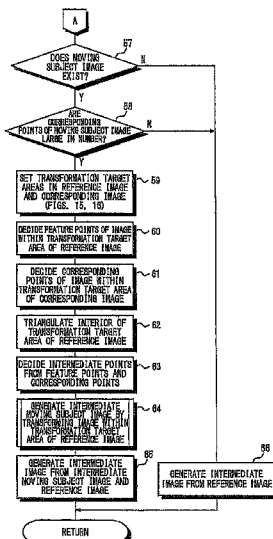 A
57
DOES MOVING
SUBJECT IMAGE
EXIST?
N
Y
58
ARE
CORRESPONDING
POINTS OF MOVING SUBJECT IMAGE
LARGE IN NUMBER?
N
Y
59
SET TRANSFORMATION TARGET
AREAS IN REFERENCE IMAGE
AND CORRESPONDING IMAGE
(FIGS. 15, 16)
60
DECIDE FEATURE POINTS OF IMAGE
WITHIN TRANSFORMATION TARGET
AREA OF REFERENCE IMAGE
61
DECIDE CORRESPONDING
POINTS OF IMAGE WITHIN
TRANSFORMATION TARGET AREA
OF CORRESPONDING IMAGE
62
TRIANGULATE INTERIOR OF
TRANSFORMATION TARGET
AREA OF REFERENCE IMAGE
63
DECIDE INTERMEDIATE POINTS
FROM FEATURE POINTS AND
CORRESPONDING POINTS
64
GENERATE INTERMEDIATE
MOVING SUBJECT IMAGE BY
TRANSFORMING IMAGE WITHIN
TRANSFORMATION TARGET
AREA OF REFERENCE IMAGE
65
GENERATE INTERMEDIATE
IMAGE FROM INTERMEDIATE
MOVING SUBJECT IMAGE AND
REFERENCE IMAGE
66
GENERATE INTERMEDIATE
IMAGE FROM REFERENCE IMAGE
RETURN